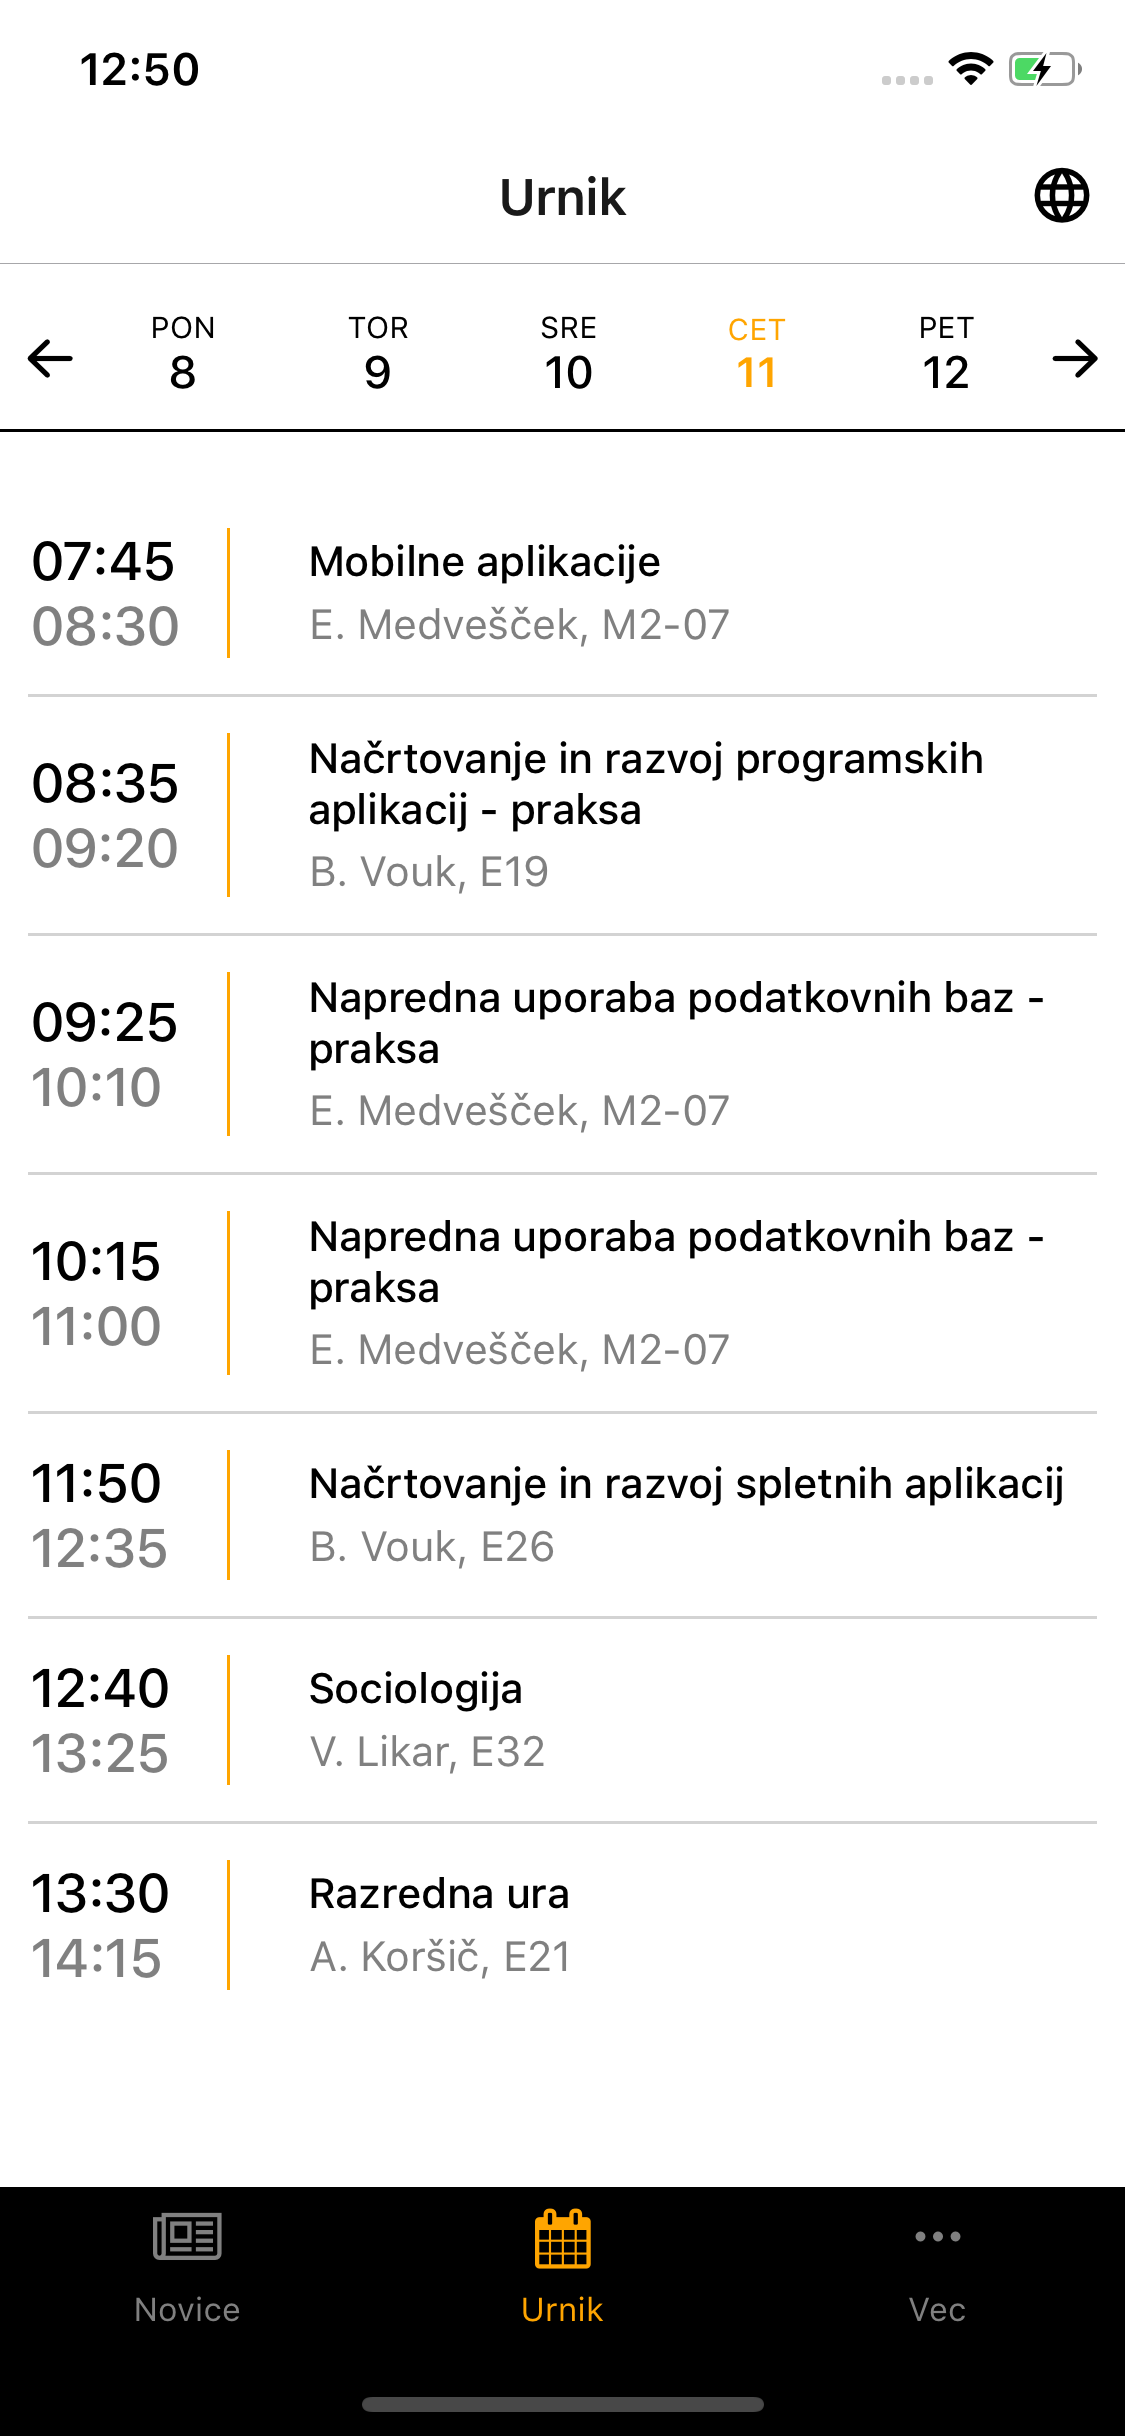 12:50
Urnik
PON TOR SRE CET PET
8 9 10 11 12
07:45
08:30
Mobilne aplikacije
E. Medvešček, M2-07
08:35
09:20
Načrtovanje in razvoj programskih
aplikacij - praksa
B. Vouk, E19
09:25
10:10
Napredna uporaba podatkovnih baz -
praksa
E. Medvešček, M2-07
10:15
11:00
Napredna uporaba podatkovnih baz -
praksa
E. Medvešček, M2-07
11:50
12:35
Načrtovanje in razvoj spletnih aplikacij
B. Vouk, E26
12:40
13:25
Sociologija
V. Likar, E32
13:30
14:15
Razredna ura
A. Koršič, E21
Novice Urnik Vec